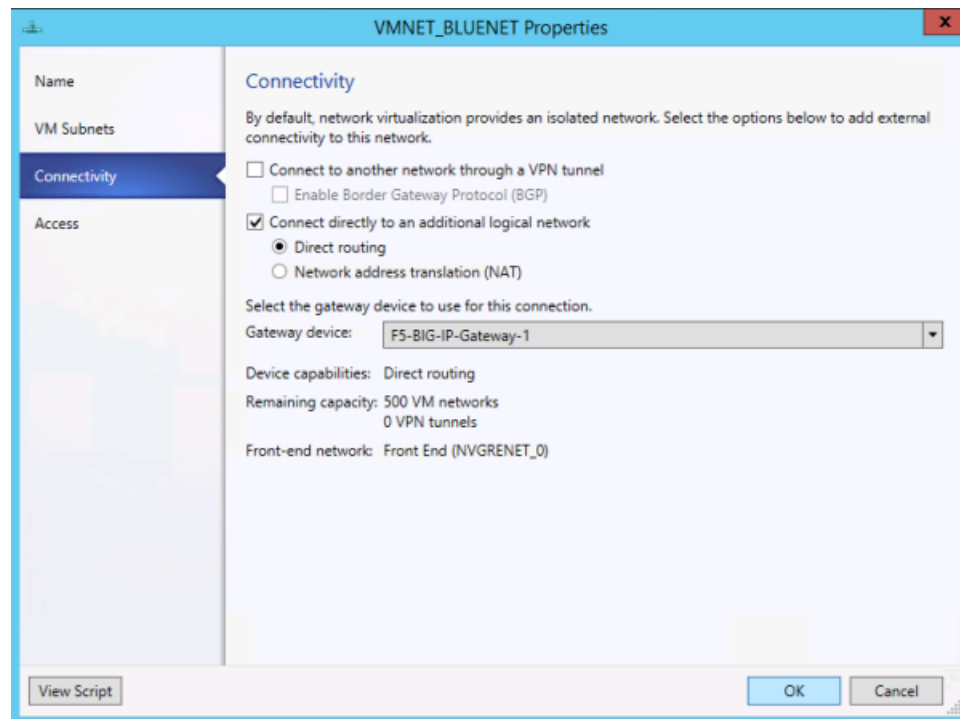 VMNET_BLUENET Properties
x
Name
VM Subnets
Connectivity
Access
Connectivity
By default, network virtualization provides an isolated network. Select the options below to add external
connectivity to this network.
Connect to another network through a VPN tunnel
Enable Border Gateway Protocol (BGP)
Connect directly to an additional logical network
Direct routing
Network address translation (NAT)
Select the gateway device to use for this connection.
Gateway device: F5-BIG-IP-Gateway-1
Device capabilities: Direct routing
Remaining capacity: 500 VM networks
0 VPN tunnels
Front-end network: Front End (NVGRENET_0)
View Script
OK
Cancel